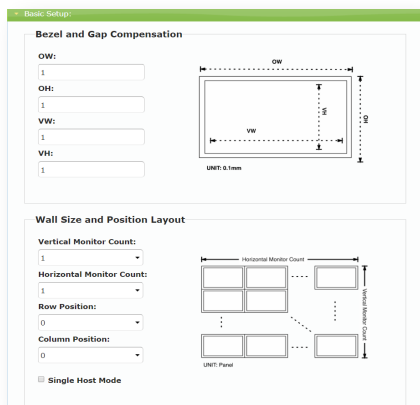 Basic Setup:
Bezel and Gap Compensation
OW:
1
OH:
1
VW:
1
VH:
1
OW
VH
OH
VW
UNIT: 0.1mm
Wall Size and Position Layout
Vertical Monitor Count:
1
Horizontal Monitor Count:
1
Row Position:
0
Column Position:
0
Single Host Mode
Horizontal Monitor Count
Vertical Monitor Count
UNIT: Panel